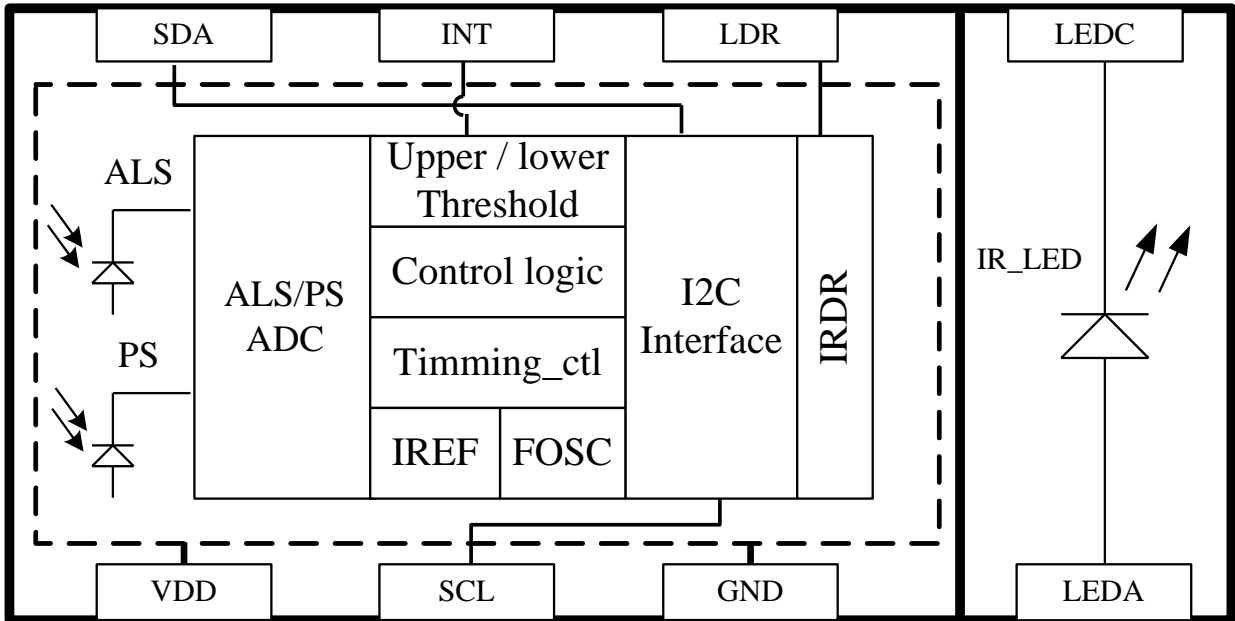 SDA
INT
LDR
LEDC
ALS
PS
ALS/PS
ADC
Upper / lower
Threshold
Control logic
Timming_ctl
IREF
FOSC
I2C
Interface
IRDR
IR_LED
VDD
SCL
GND
LEDA